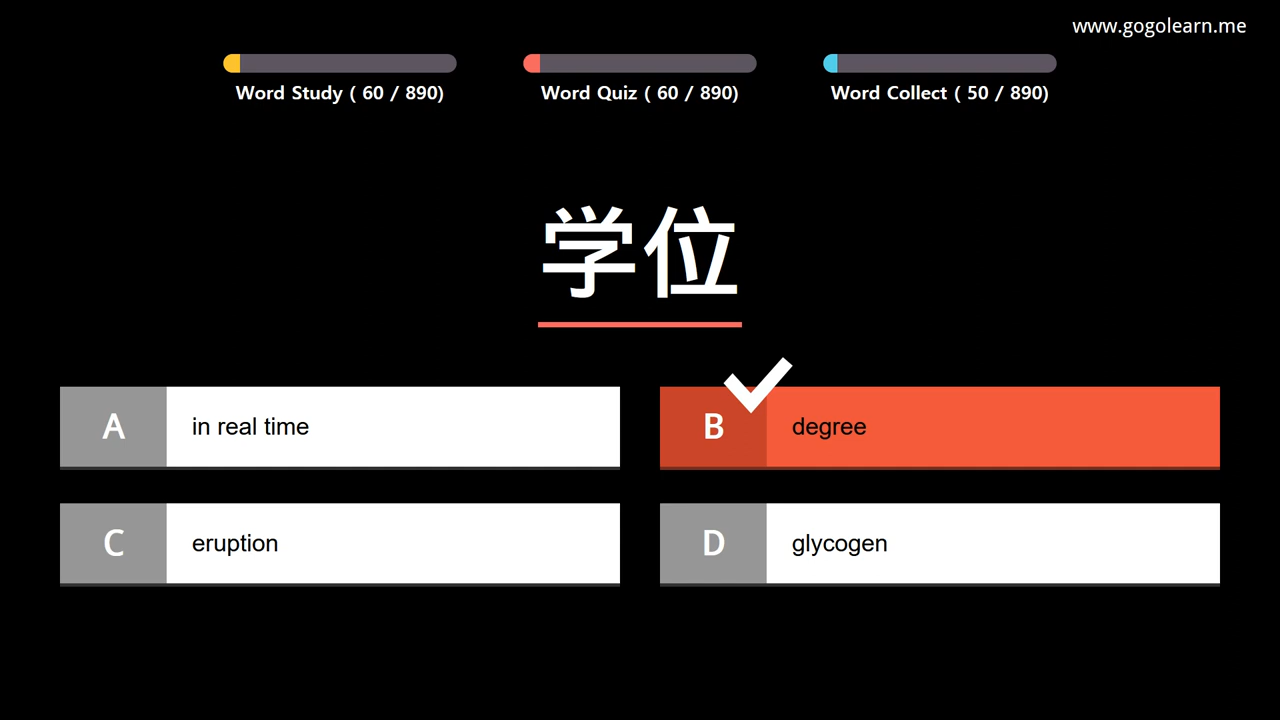 www.gogolearn.me
Word Study ( 60 / 890)
Word Quiz ( 60 / 890)
Word Collect ( 50 / 890)
学位
A in real time
B degree
C eruption
D glycogen